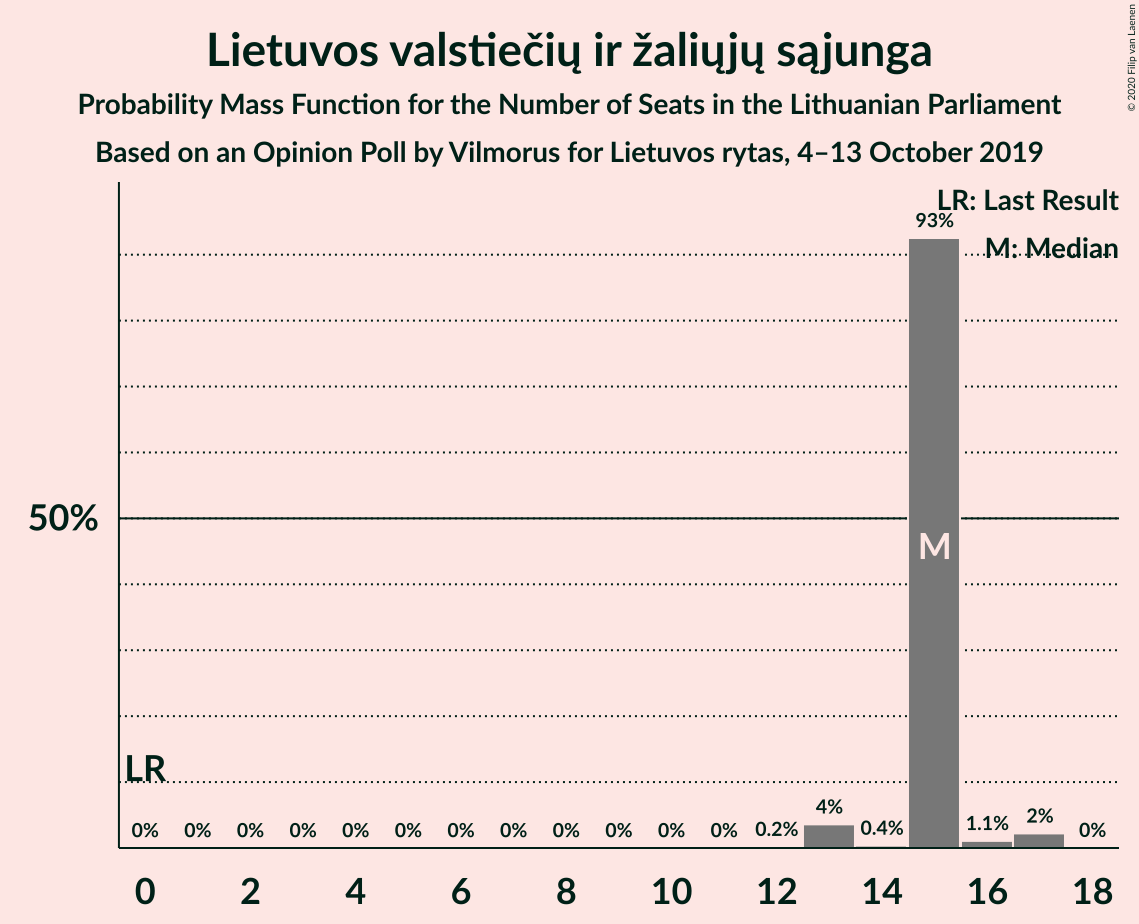 Lietuvos valstiečių ir žaliųjų sąjunga
Probability Mass Function for the Number of Seats in the Lithuanian Parliament
Based on an Opinion Poll by Vilmorus for Lietuvos rytas, 4–13 October 2019
© 2020 Filip van Laenen
LR: Last Result
M: Median
93%
50%
M
LR
0% 0% 0% 0% 0% 0% 0% 0% 0% 0% 0% 0% 0.2% 4% 0.4% 1.1% 2% 0%
0 2 4 6 8 10 12 14 16 18